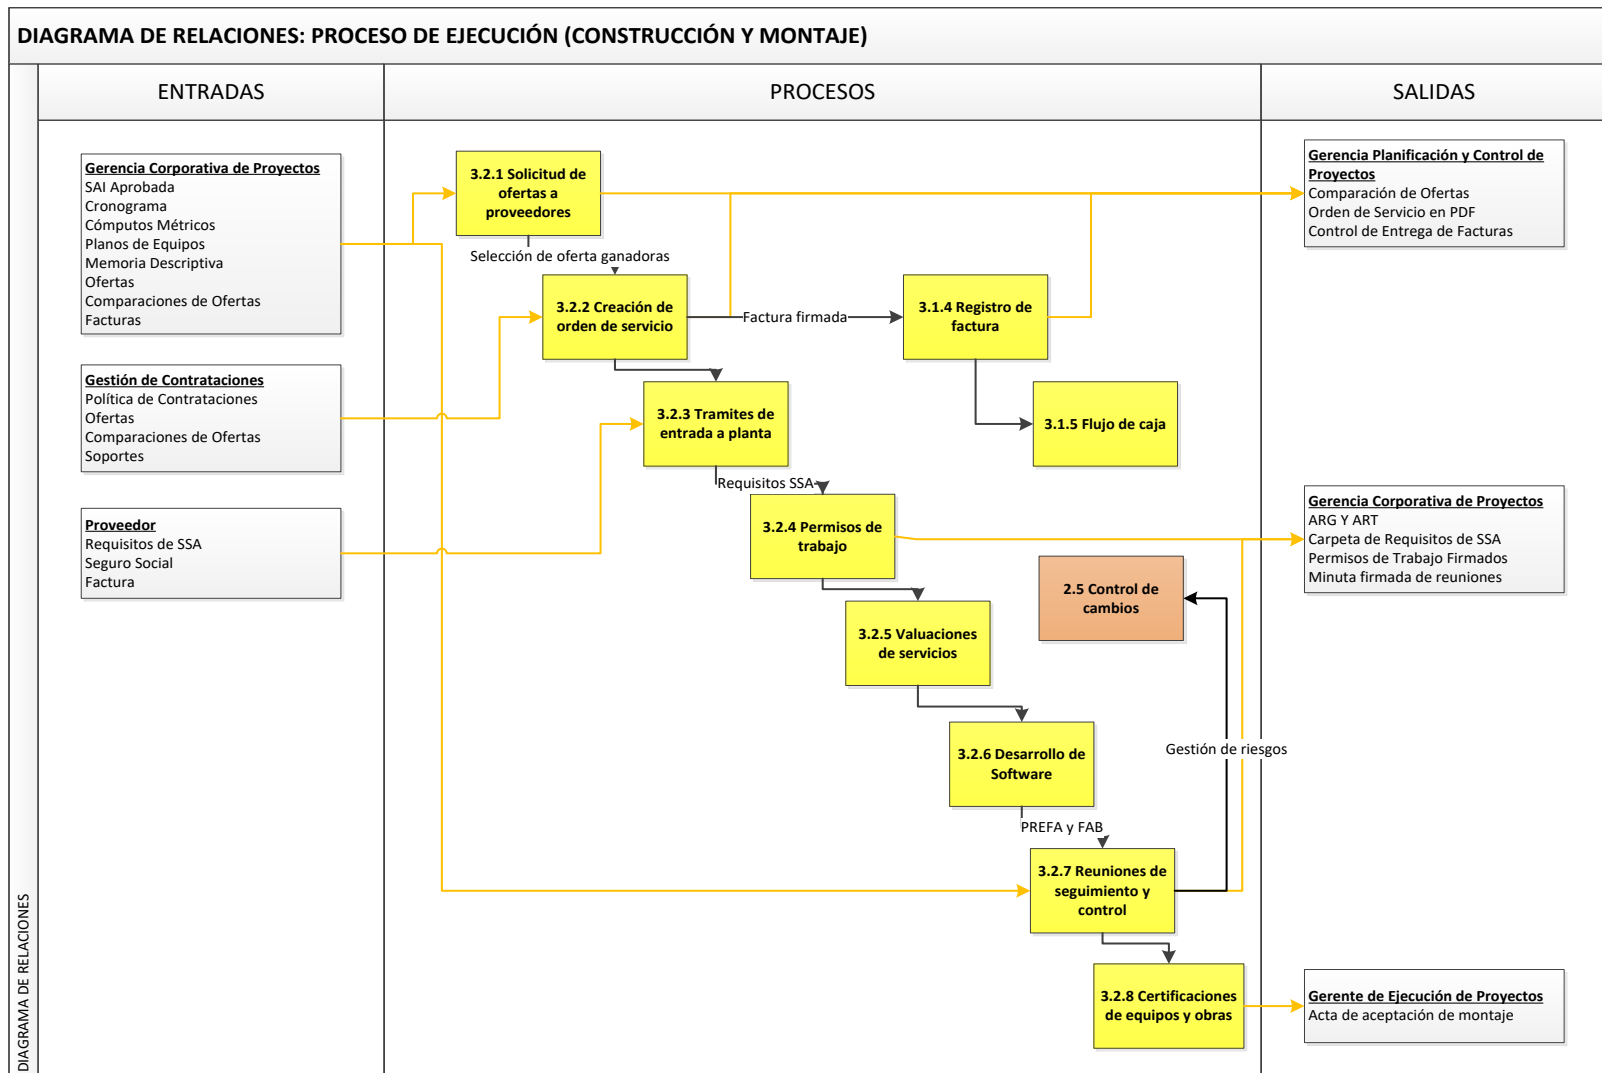 DIAGRAMA DE RELACIONES: PROCESO DE EJECUCIÓN (CONSTRUCCIÓN Y MONTAJE)
DIAGRAMA DE RELACIONES
ENTRADAS
PROCESOS
SALIDAS
Gerencia Corporativa de Proyectos
SAI Aprobada
Cronograma
Cómputos Métricos
Planos de Equipos
Memoria Descriptiva
Ofertas
Comparaciones de Ofertas
Facturas
Gestión de Contrataciones
Política de Contrataciones
Ofertas
Comparaciones de Ofertas
Soportes
Proveedor
Requisitos de SSA
Seguro Social
Factura
3.2.1 Solicitud de
ofertas a
proveedores
Selección de oferta ganadoras
3.2.2 Creación de
orden de servicio
Factura firmada
3.1.4 Registro de
factura
3.1.5 Flujo de caja
3.2.3 Tramites de
entrada a planta
Requisitos SSA
3.2.4 Permisos de
trabajo
2.5 Control de
cambios
3.2.5 Valuaciones
de servicios
3.2.6 Desarrollo de
Software
Gestión de riesgos
PREFA y FAB
3.2.7 Reuniones de
seguimiento y
control
3.2.8 Certificaciones
de equipos y obras
Gerencia Planificación y Control de
Proyectos
Comparación de Ofertas
Orden de Servicio en PDF
Control de Entrega de Facturas
Gerencia Corporativa de Proyectos
ARG Y ART
Carpeta de Requisitos de SSA
Permisos de Trabajo Firmados
Minuta firmada de reuniones
Gerente de Ejecución de Proyectos
Acta de aceptación de montaje